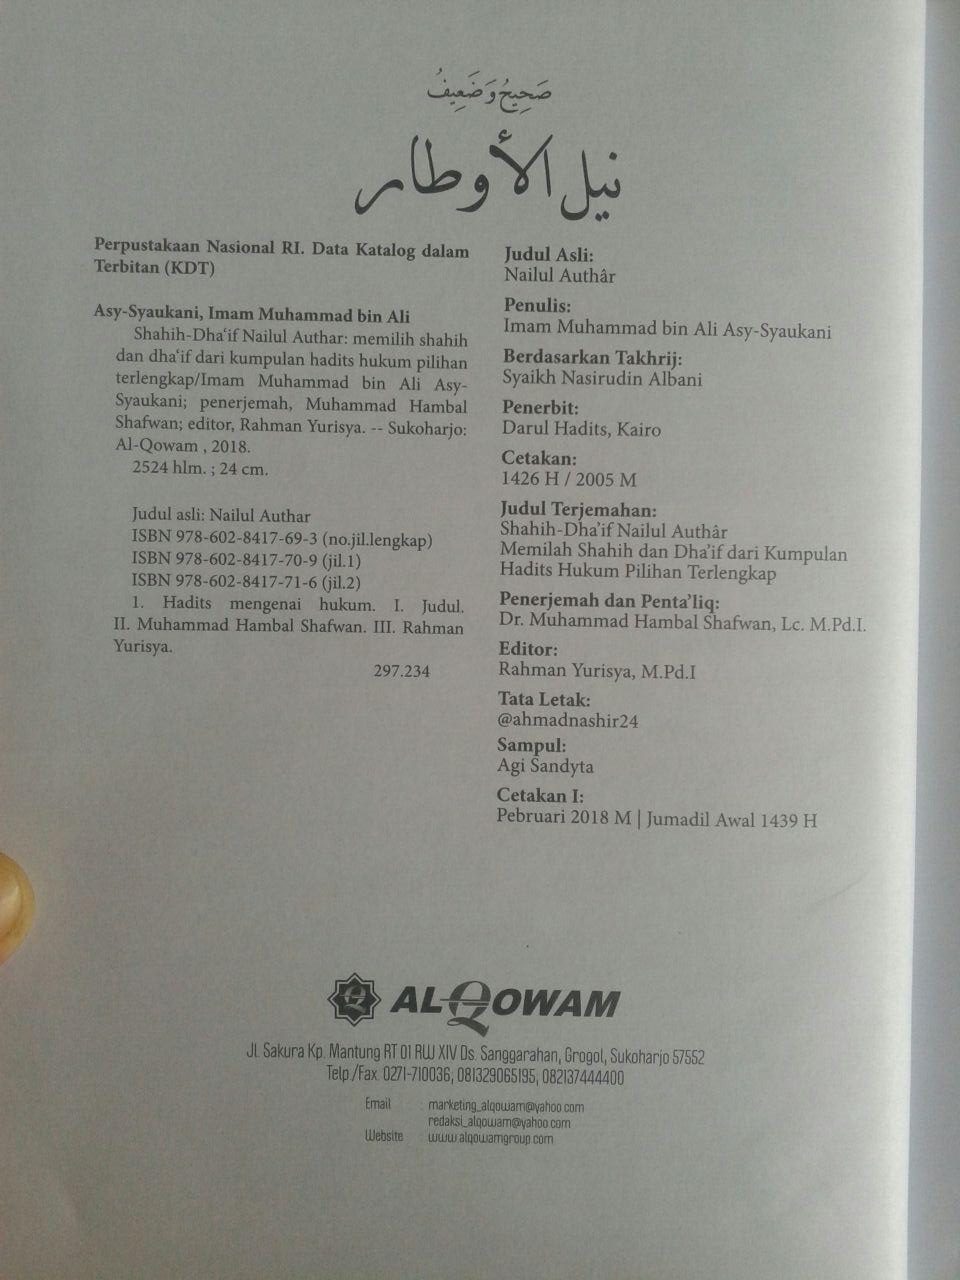 صَحِيحُ وَضَعِيفُ
نيل الأوطار
Perpustakaan Nasional RI. Data Katalog dalam
Terbitan (KDT)
Asy-Syaukani, Imam Muhammad bin Ali
Shahih-Dha‘if Nailul Authar: memilih shahih
dan dha‘if dari kumpulan hadits hukum pilihan
terlengkap/Imam Muhammad bin Ali Asy-
Syaukani; penerjemah, Muhammad Hambal
Shafwan; editor, Rahman Yurisya. -- Sukoharjo:
Al-Qowam , 2018.
2524 hlm. ; 24 cm.
Judul asli: Nailul Authar
ISBN 978-602-8417-69-3 (no.jil.lengkap)
ISBN 978-602-8417-70-9 (jil.1)
ISBN 978-602-8417-71-6 (jil.2)
1. Hadits mengenai hukum. I. Judul.
II. Muhammad Hambal Shafwan. III. Rahman
Yurisya.
297.234
Judul Asli:
Nailul Authâr
Penulis:
Imam Muhammad bin Ali Asy-Syaukani
Berdasarkan Takhrij:
Syaikh Nasirudin Albani
Penerbit:
Darul Hadits, Kairo
Cetakan:
1426 H / 2005 M
Judul Terjemahan:
Shahih-Dha’if Nailul Authâr
Memilah Shahih dan Dha’if dari Kumpulan
Hadits Hukum Pilihan Terlengkap
Penerjemah dan Penta’liq:
Dr. Muhammad Hambal Shafwan, Lc. M.Pd.I.
Editor:
Rahman Yurisya, M.Pd.I
Tata Letak:
@ahmadnashir24
Sampul:
Agi Sandyta
Cetakan I:
Pebruari 2018 M | Jumadil Awal 1439 H
AL-QOWAM
Jl. Sakura Kp. Mantung RT 01 RW XIV Ds. Sanggarahan, Grogol, Sukoharjo 57552
Telp./Fax. 0271-710036, 081329065195, 082137444400
Email : marketing_alqowam@yahoo.com
redaksi_alqowam@yahoo.com
Website : www.alqowamgroup.com